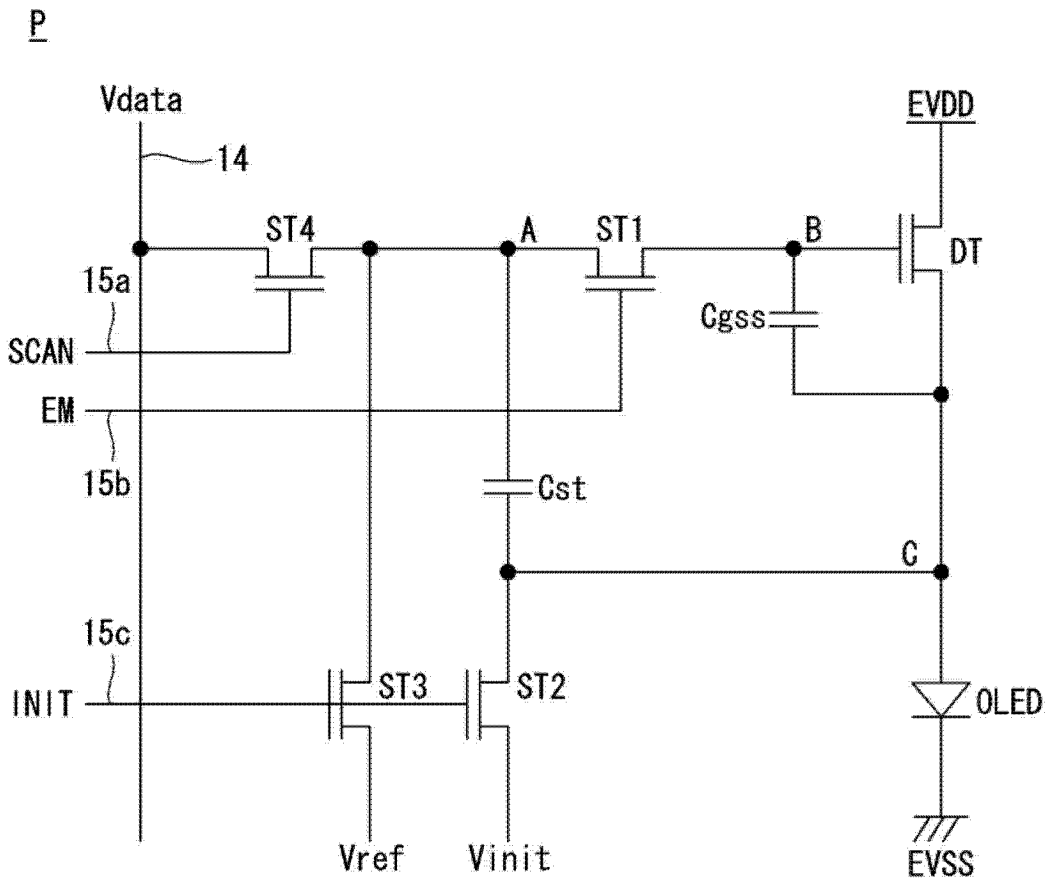 P
Vdata
EVDD
14
ST4
A
ST1
B
DT
15a
Cgss
SCAN
EM
15b
Cst
C
15c
ST3
ST2
INIT
OLED
Vref
Vinit
EVSS